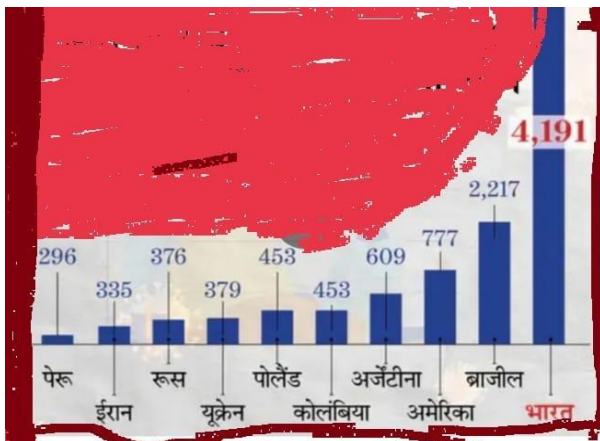 4,191
2,217
777
296 376 453 609
335 379 453
पेरू रूस पोलैंड अर्जेंटीना ब्राजील
ईरान यूक्रेन कोलंबिया अमेरिका भारत